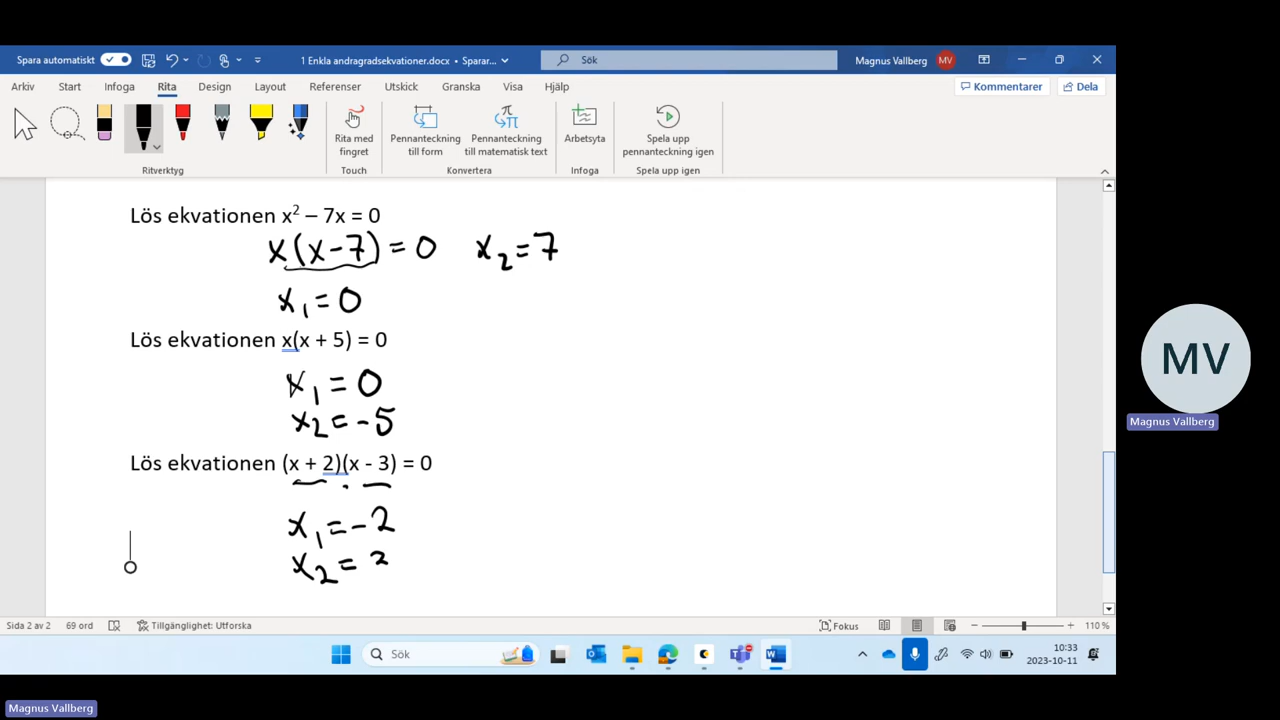 Spara automatiskt 1 Enkla andragradsekvationer.docx • Sparar... Sök Magnus Vallberg MV
Arkiv Start Infoga Rita Design Layout Referenser Utskick Granska Visa Hjälp Kommentarer Dela
Rita med fingret
Pennanteckning till form
Pennanteckning till matematisk text
Arbetsyta
Spela upp pennanteckning igen
Ritverktyg Touch Konvertera Infoga Spela upp igen
Lös ekvationen x² – 7x = 0
x(x-7) = 0 x₂ = 7
x₁ = 0
Lös ekvationen x(x + 5) = 0
x₁ = 0
x₂ = -5
Lös ekvationen (x + 2)(x - 3) = 0
x₁ = -2
x₂ =
MV
Magnus Vallberg
Sida 2 av 2 69 ord Tillgänglighet: Utforska Fokus 110 %
Sök 10:33
2023-10-11
Magnus Vallberg